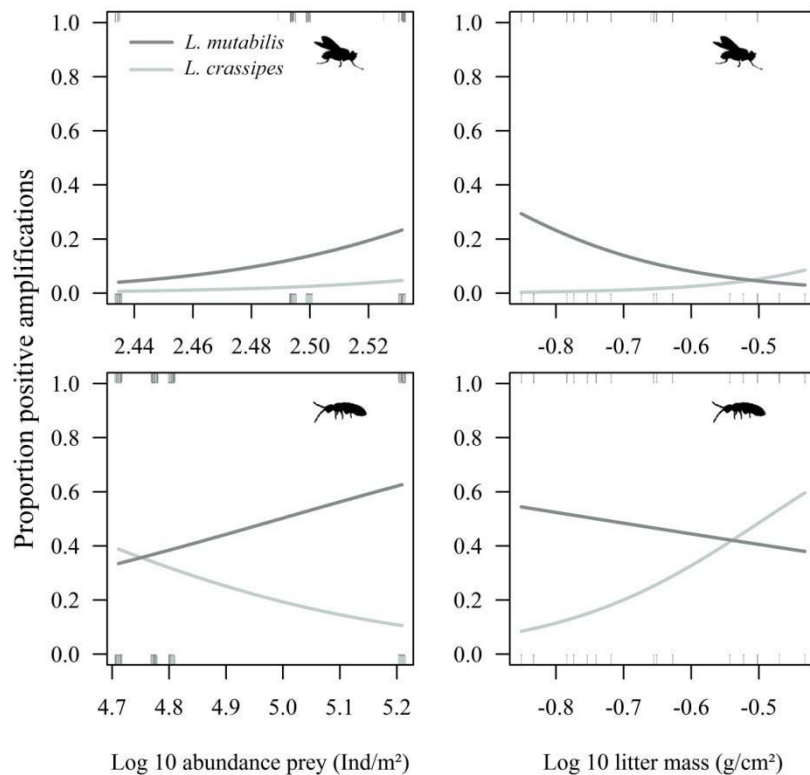 Proportion positive amplifications
1.0
0.8
0.6
0.4
0.2
0.0
L. mutabilis
L. crassipes
2.44 2.46 2.48 2.50 2.52
1.0
0.8
0.6
0.4
0.2
0.0
-0.8 -0.7 -0.6 -0.5
1.0
0.8
0.6
0.4
0.2
0.0
4.7 4.8 4.9 5.0 5.1 5.2
Log 10 abundance prey (Ind/m²)
1.0
0.8
0.6
0.4
0.2
0.0
-0.8 -0.7 -0.6 -0.5
Log 10 litter mass (g/cm²)